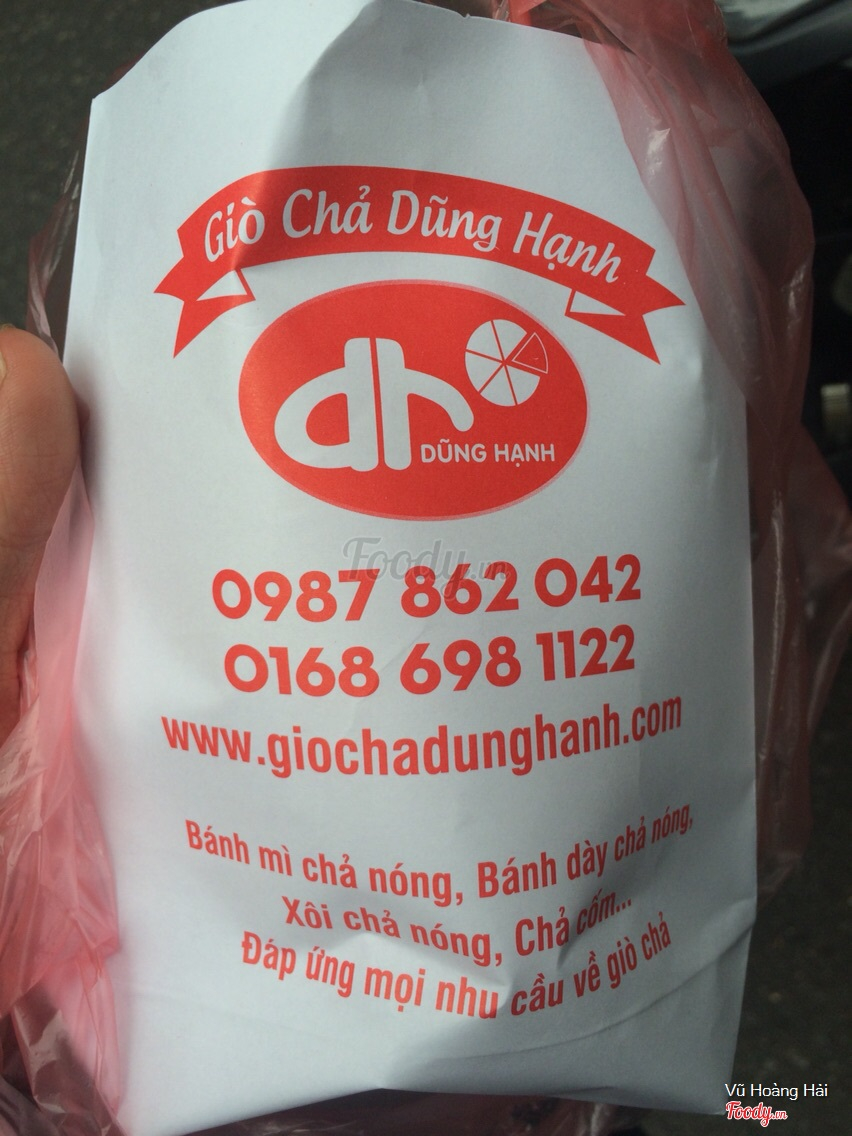 Giò Chả Dũng Hạnh
dh
DŨNG HẠNH
Foody.vn
0987 862 042
0168 698 1122
www.giochadunghanh.com
Bánh mì chả nóng, Bánh dày chả nóng,
Xôi chả nóng, Chả cốm...
Đáp ứng mọi nhu cầu về giò chả
Vũ Hoàng Hải
Foody.vn